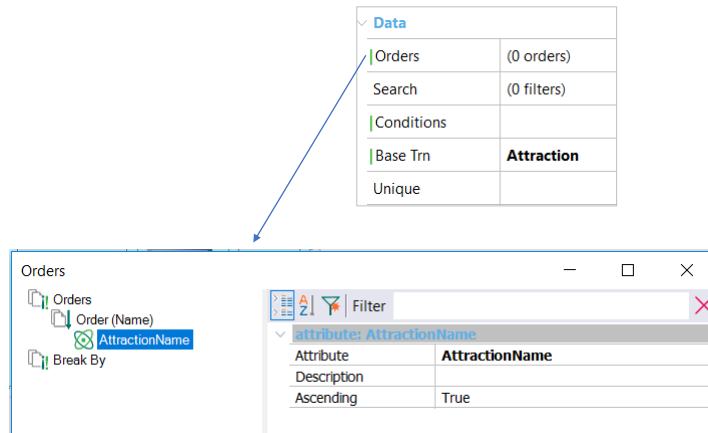 Data
Orders (0 orders)
Search (0 filters)
Conditions
Base Trn Attraction
Unique
Orders
Orders
Order (Name)
AttractionName
Break By
Filter
attribute: AttractionName
Attribute AttractionName
Description
Ascending True